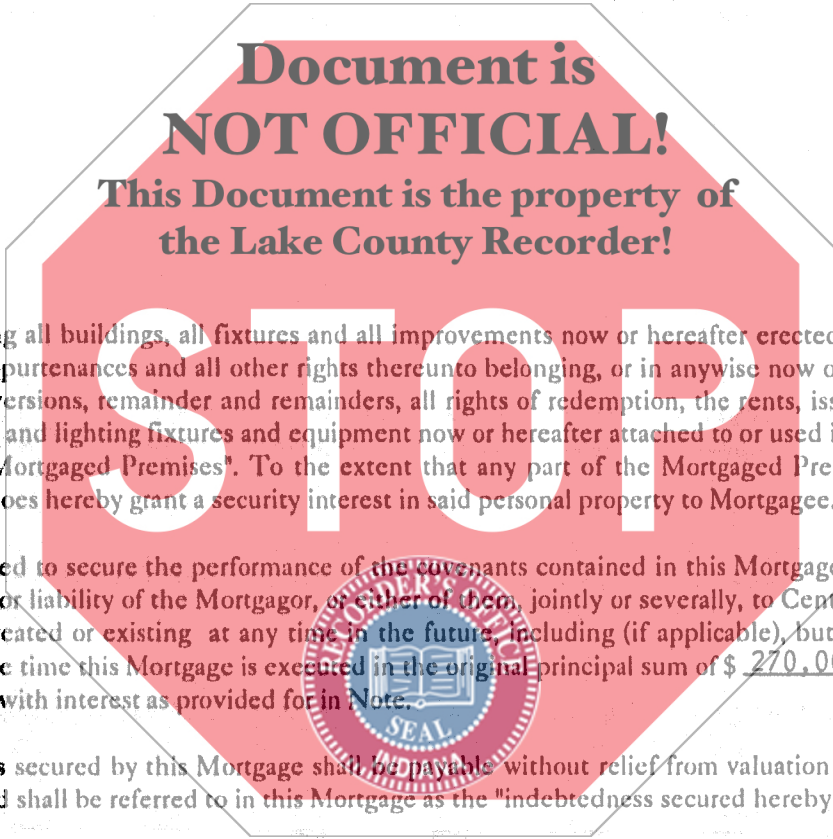 Document is
NOT OFFICIAL!
This Document is the property of
the Lake County Recorder!
STOP
g all buildings, all fixtures and all improvements now or hereafter erected
purtenances and all other rights thereunto belonging, or in anywise now o
versions, remainder and remainders, all rights of redemption, the rents, iss
and lighting fixtures and equipment now or hereafter attached to or used i
Mortgaged Premises". To the extent that any part of the Mortgaged Pre
oes hereby grant a security interest in said personal property to Mortgagee.
ed to secure the performance of the covenants contained in this Mortgage
or liability of the Mortgagor, or either of them, jointly or severally, to Cent
eated or existing at any time in the future, including (if applicable), but
e time this Mortgage is executed in the original principal sum of $ 270,00
with interest as provided for in Note.
RECORDER'S OFFICE
SEAL
INDIANA
s secured by this Mortgage shall be payable without relief from valuation
d shall be referred to in this Mortgage as the "indebtedness secured hereby